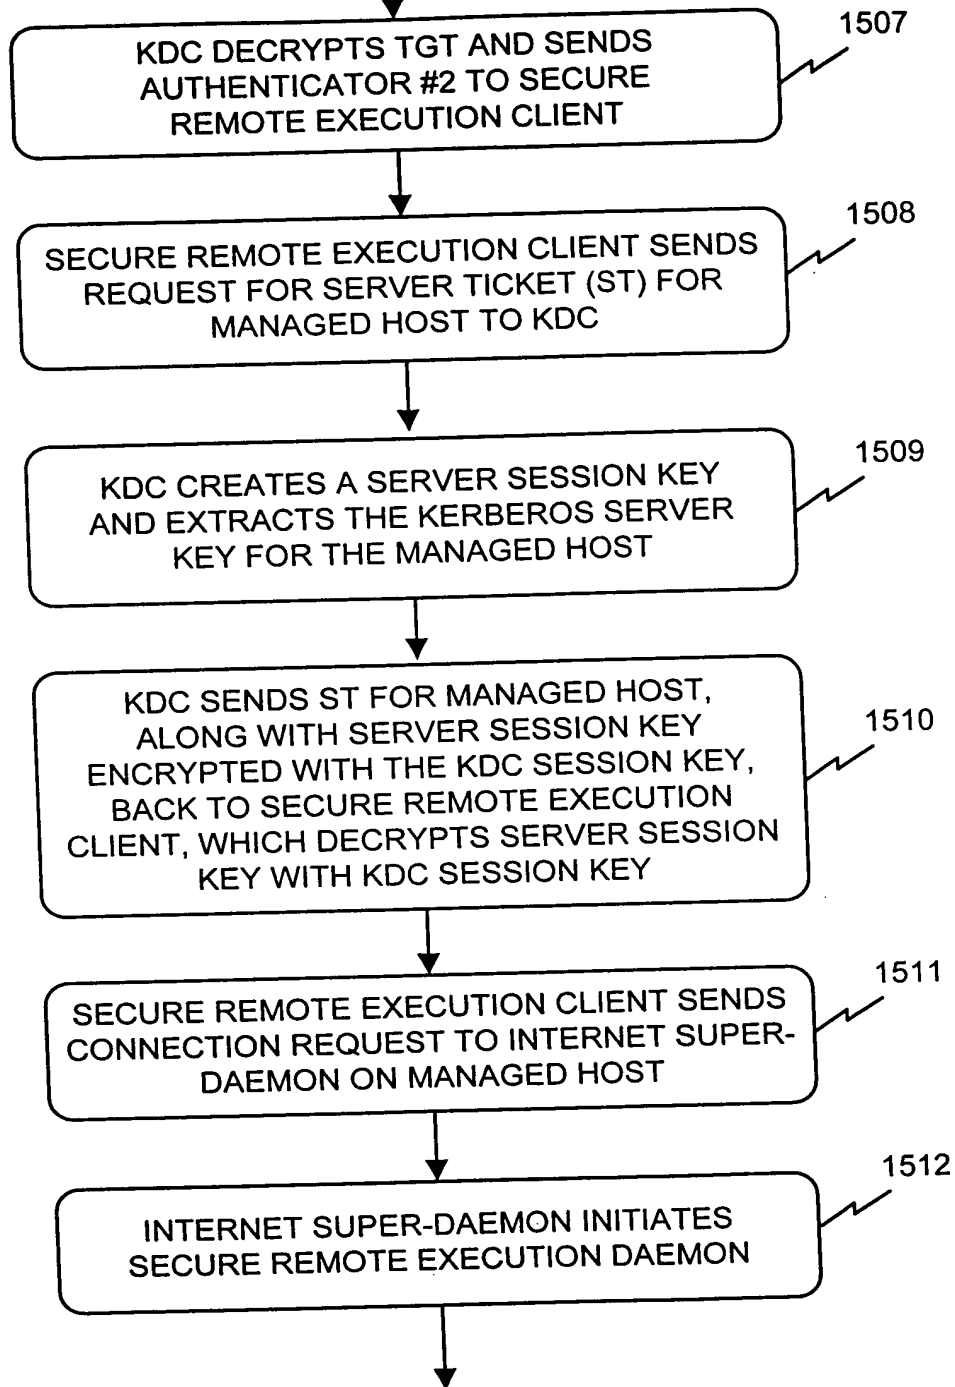 1507
KDC DECRYPTS TGT AND SENDS
AUTHENTICATOR #2 TO SECURE
REMOTE EXECUTION CLIENT
1508
SECURE REMOTE EXECUTION CLIENT SENDS
REQUEST FOR SERVER TICKET (ST) FOR
MANAGED HOST TO KDC
1509
KDC CREATES A SERVER SESSION KEY
AND EXTRACTS THE KERBEROS SERVER
KEY FOR THE MANAGED HOST
1510
KDC SENDS ST FOR MANAGED HOST,
ALONG WITH SERVER SESSION KEY
ENCRYPTED WITH THE KDC SESSION KEY,
BACK TO SECURE REMOTE EXECUTION
CLIENT, WHICH DECRYPTS SERVER SESSION
KEY WITH KDC SESSION KEY
1511
SECURE REMOTE EXECUTION CLIENT SENDS
CONNECTION REQUEST TO INTERNET SUPER-
DAEMON ON MANAGED HOST
1512
INTERNET SUPER-DAEMON INITIATES
SECURE REMOTE EXECUTION DAEMON